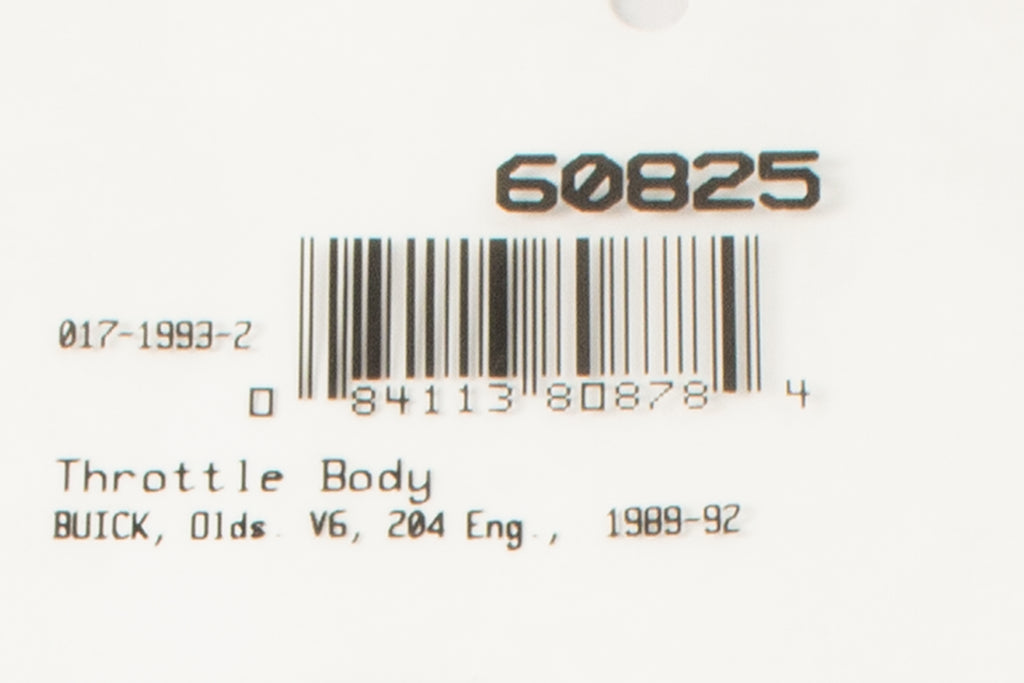 60825
017-1993-2
0 84113 80878 4
Throttle Body
BUICK, Olds. V6, 204 Eng., 1989-92